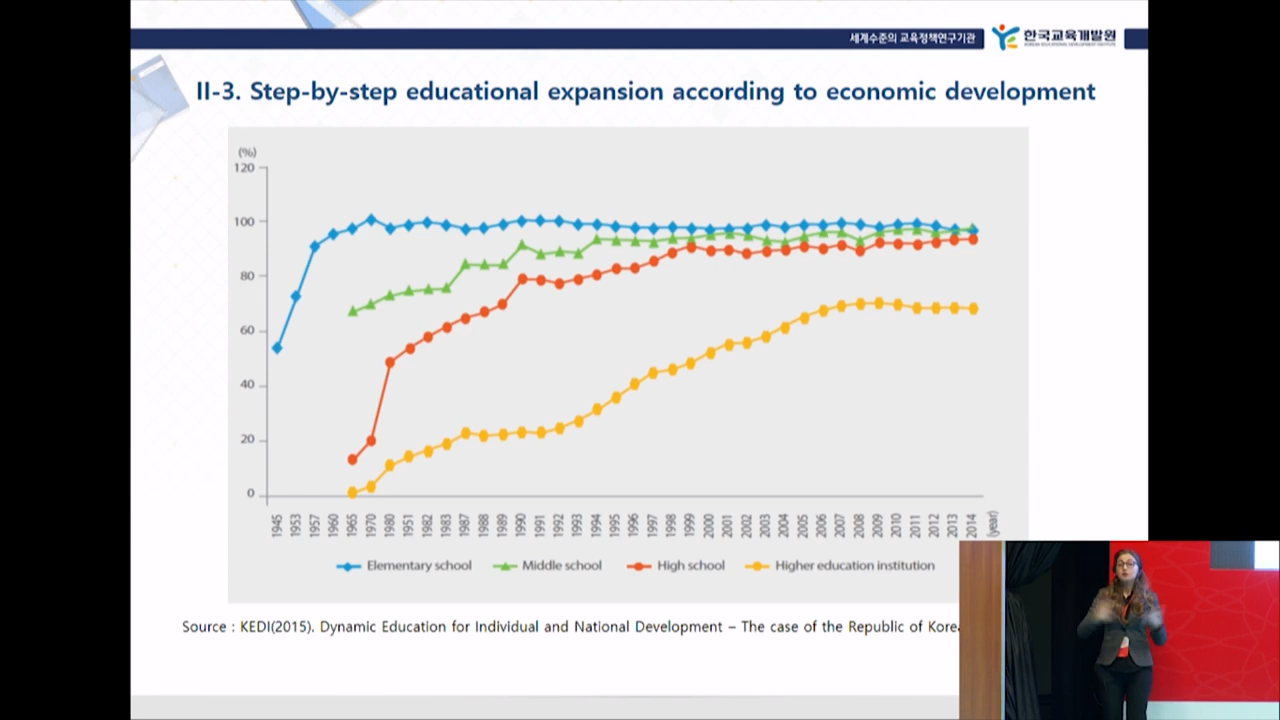 세계수준의 교육정책연구기관
한국교육개발원
KOREAN EDUCATIONAL DEVELOPMENT INSTITUTE
II-3. Step-by-step educational expansion according to economic development
(%)
120
100
80
60
40
20
0
1945 1953 1957 1960 1965 1970 1980 1951 1982 1983 1987 1988 1989 1990 1991 1992 1993 1994 1995 1996 1997 1998 1999 2000 2001 2002 2003 2004 2005 2006 2007 2008 2009 2010 2011 2012 2013 2014 (year)
Elementary school Middle school High school Higher education institution
Source : KEDI(2015). Dynamic Education for Individual and National Development – The case of the Republic of Kore